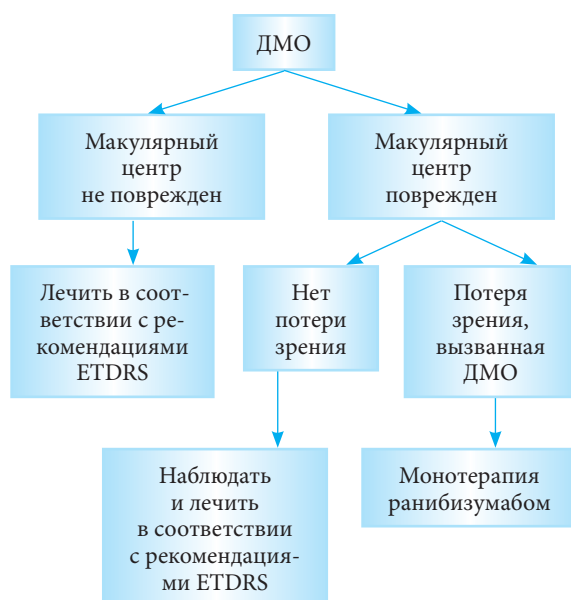 ДМО
Макулярный
центр
не поврежден
Макулярный
центр
поврежден
Лечить в соот-
ветствии с ре-
комендациями
ETDRS
Нет
потери
зрения
Потеря
зрения,
вызванная
ДМО
Наблюдать
и лечить
в соответствии
с рекомендация-
ми ETDRS
Монотерапия
ранибизумабом